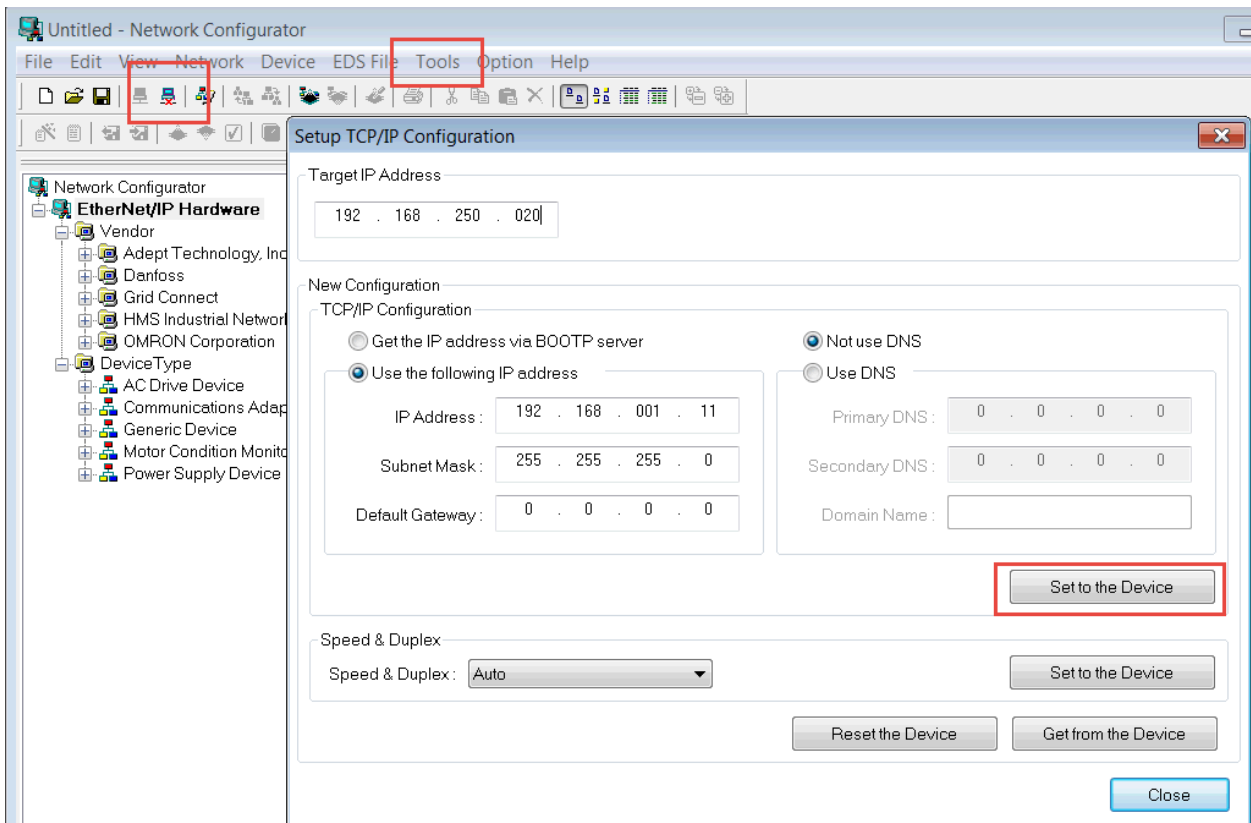 Untitled - Network Configurator
File Edit View Network Device EDS File Tools Option Help
Setup TCP/IP Configuration
Target IP Address
192 . 168 . 250 . 020
Network Configurator
EtherNet/IP Hardware
Vendor
Adept Technology, Inc
Danfoss
Grid Connect
HMS Industrial Networ
OMRON Corporation
DeviceType
AC Drive Device
Communications Adap
Generic Device
Motor Condition Monito
Power Supply Device
New Configuration
TCP/IP Configuration
Get the IP address via BOOTP server
Use the following IP address
IP Address : 192 . 168 . 001 . 11
Subnet Mask : 255 . 255 . 255 . 0
Default Gateway : 0 . 0 . 0 . 0
Not use DNS
Use DNS
Primary DNS : 0 . 0 . 0 . 0
Secondary DNS : 0 . 0 . 0 . 0
Domain Name :
Set to the Device
Speed & Duplex
Speed & Duplex : Auto
Set to the Device
Reset the Device Get from the Device
Close